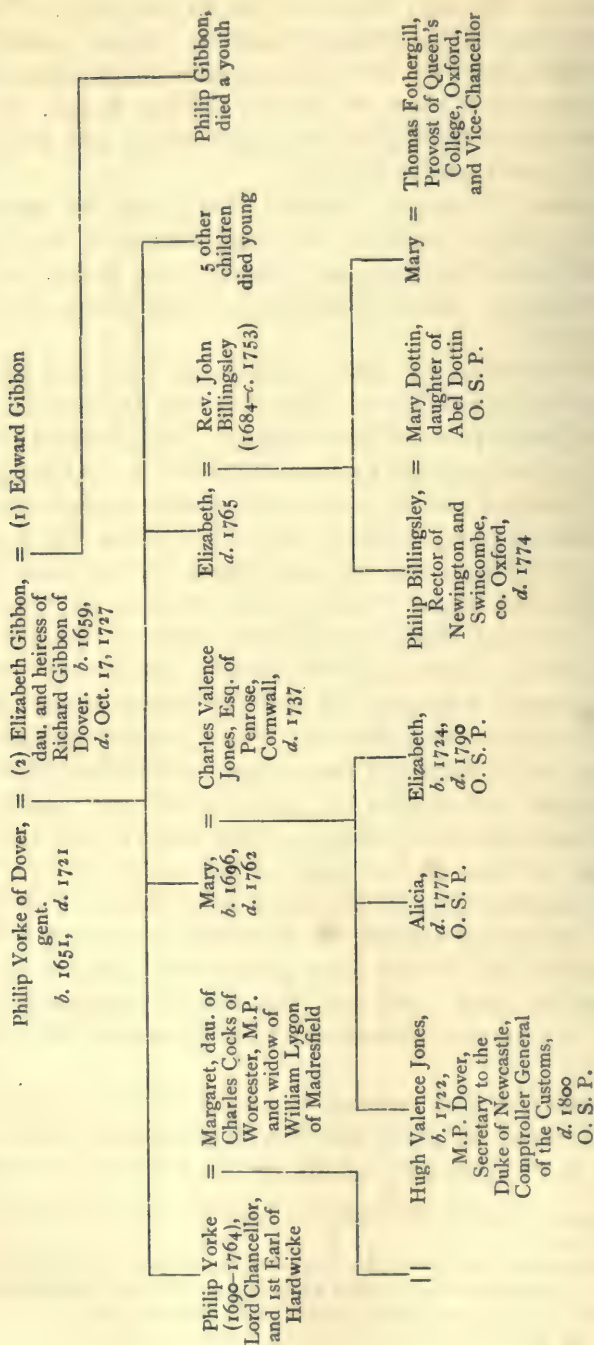 Philip Yorke of Dover,
gent.
b. 1651, d. 1721
= (2) Elizabeth Gibbon,
dau. and heiress of
Richard Gibbon of
Dover. b. 1659,
d. Oct. 17, 1727
= (1) Edward Gibbon
Philip Yorke
(1690–1764),
Lord Chancellor,
and 1st Earl of
Hardwicke
= Margaret, dau. of
Charles Cocks of
Worcester, M.P.
and widow of
William Lygon
of Madresfield
Mary,
b. 1696,
d. 1762
= Charles Valence
Jones, Esq. of
Penrose,
Cornwall,
d. 1737
Elizabeth,
d. 1765
= Rev. John
Billingsley
(1684–c. 1753)
5 other
children
died young
Philip Gibbon,
died a youth
Hugh Valence Jones,
b. 1722,
M.P. Dover,
Secretary to the
Duke of Newcastle,
Comptroller General
of the Customs,
d. 1800
O. S. P.
Alicia,
d. 1777
O. S. P.
Elizabeth,
b. 1724,
d. 1790
O. S. P.
Philip Billingsley,
Rector of
Newington and
Swincombe,
co. Oxford,
d. 1774
= Mary Dottin,
daughter of
Abel Dottin
O. S. P.
Mary = Thomas Fothergill,
Provost of Queen's
College, Oxford,
and Vice-Chancellor